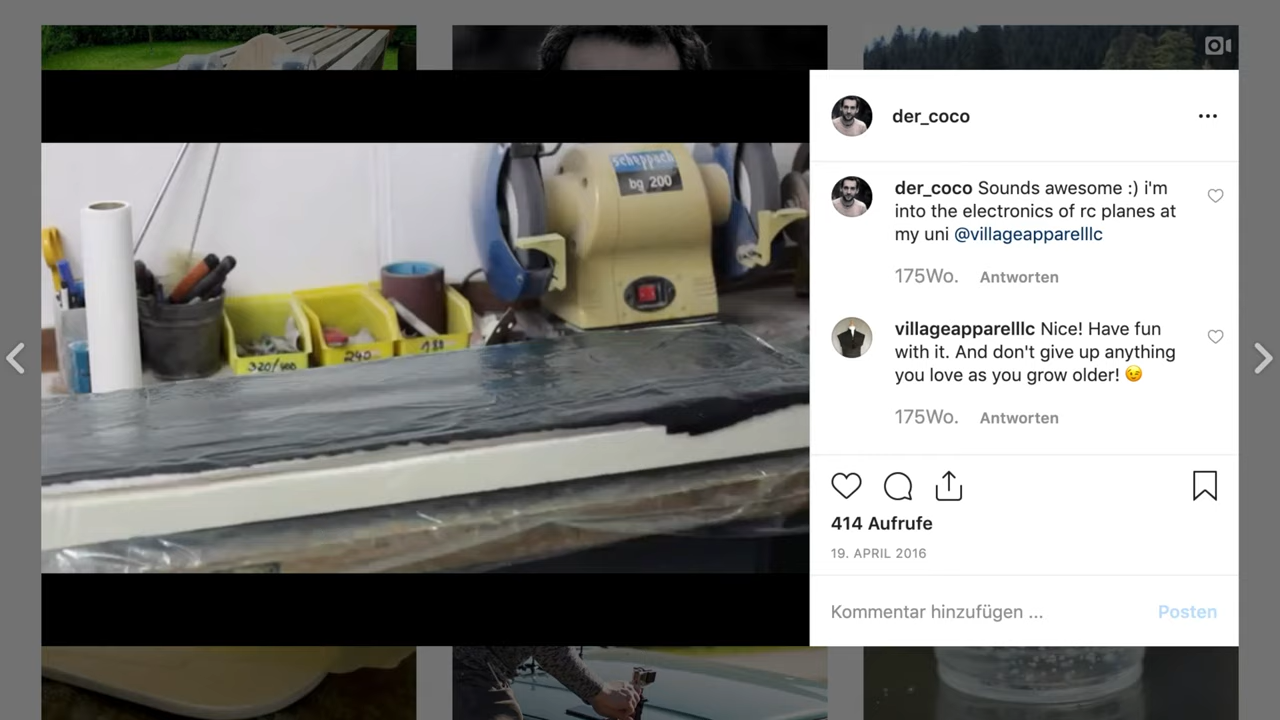 scheppach
bg 200
320/400
240
180
der_coco
der_coco Sounds awesome :) i'm
into the electronics of rc planes at
my uni @villageapparelllc
175Wo. Antworten
villageapparelllc Nice! Have fun
with it. And don't give up anything
you love as you grow older! 😉
175Wo. Antworten
414 Aufrufe
19. APRIL 2016
Kommentar hinzufügen ... Posten